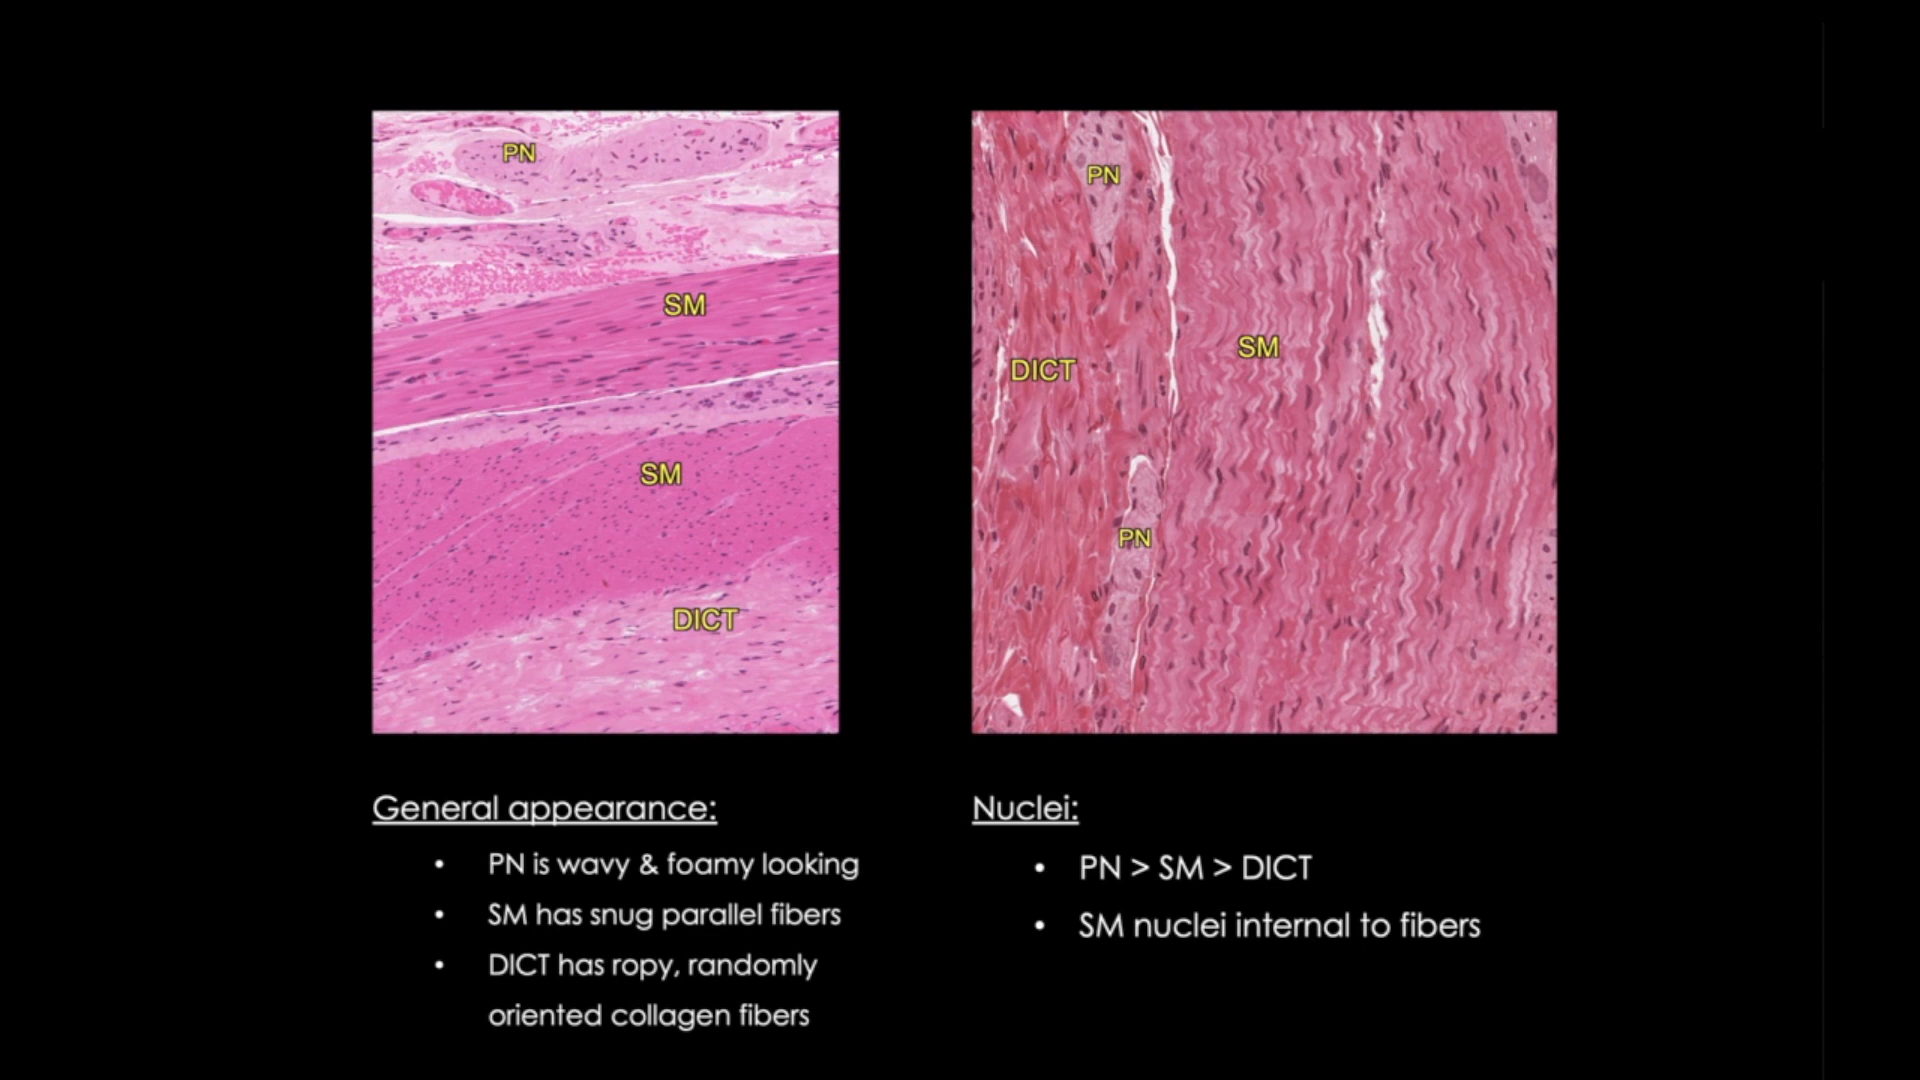 PN
SM
SM
DICT
PN
SM
DICT
PN
General appearance:
• PN is wavy & foamy looking
• SM has snug parallel fibers
• DICT has ropy, randomly
oriented collagen fibers
Nuclei:
• PN > SM > DICT
• SM nuclei internal to fibers